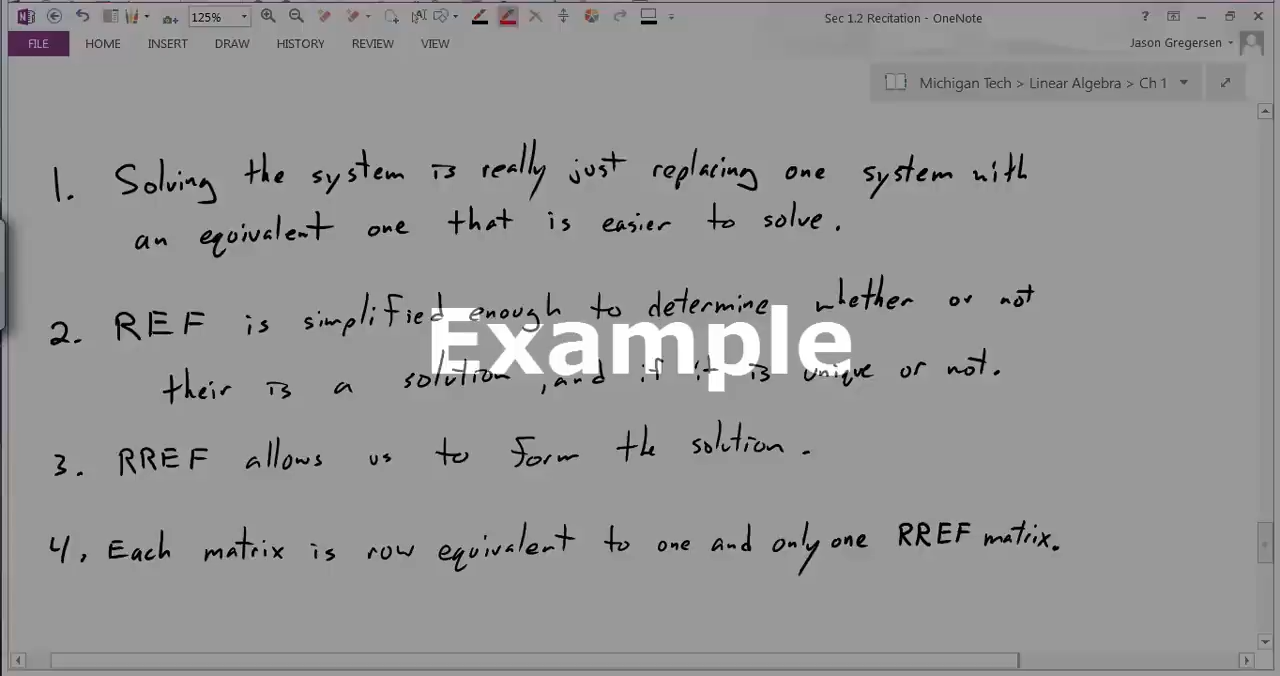 125%
Sec 1.2 Recitation - OneNote
?
FILE HOME INSERT DRAW HISTORY REVIEW VIEW
Jason Gregersen
Michigan Tech > Linear Algebra > Ch 1
1. Solving the system is really just replacing one system with
an equivalent one that is easier to solve.
2. REF is simplified enough to determine whether or not
their is a solution, and if it is unique or not.
Example
3. RREF allows us to form the solution.
4. Each matrix is row equivalent to one and only one RREF matrix.